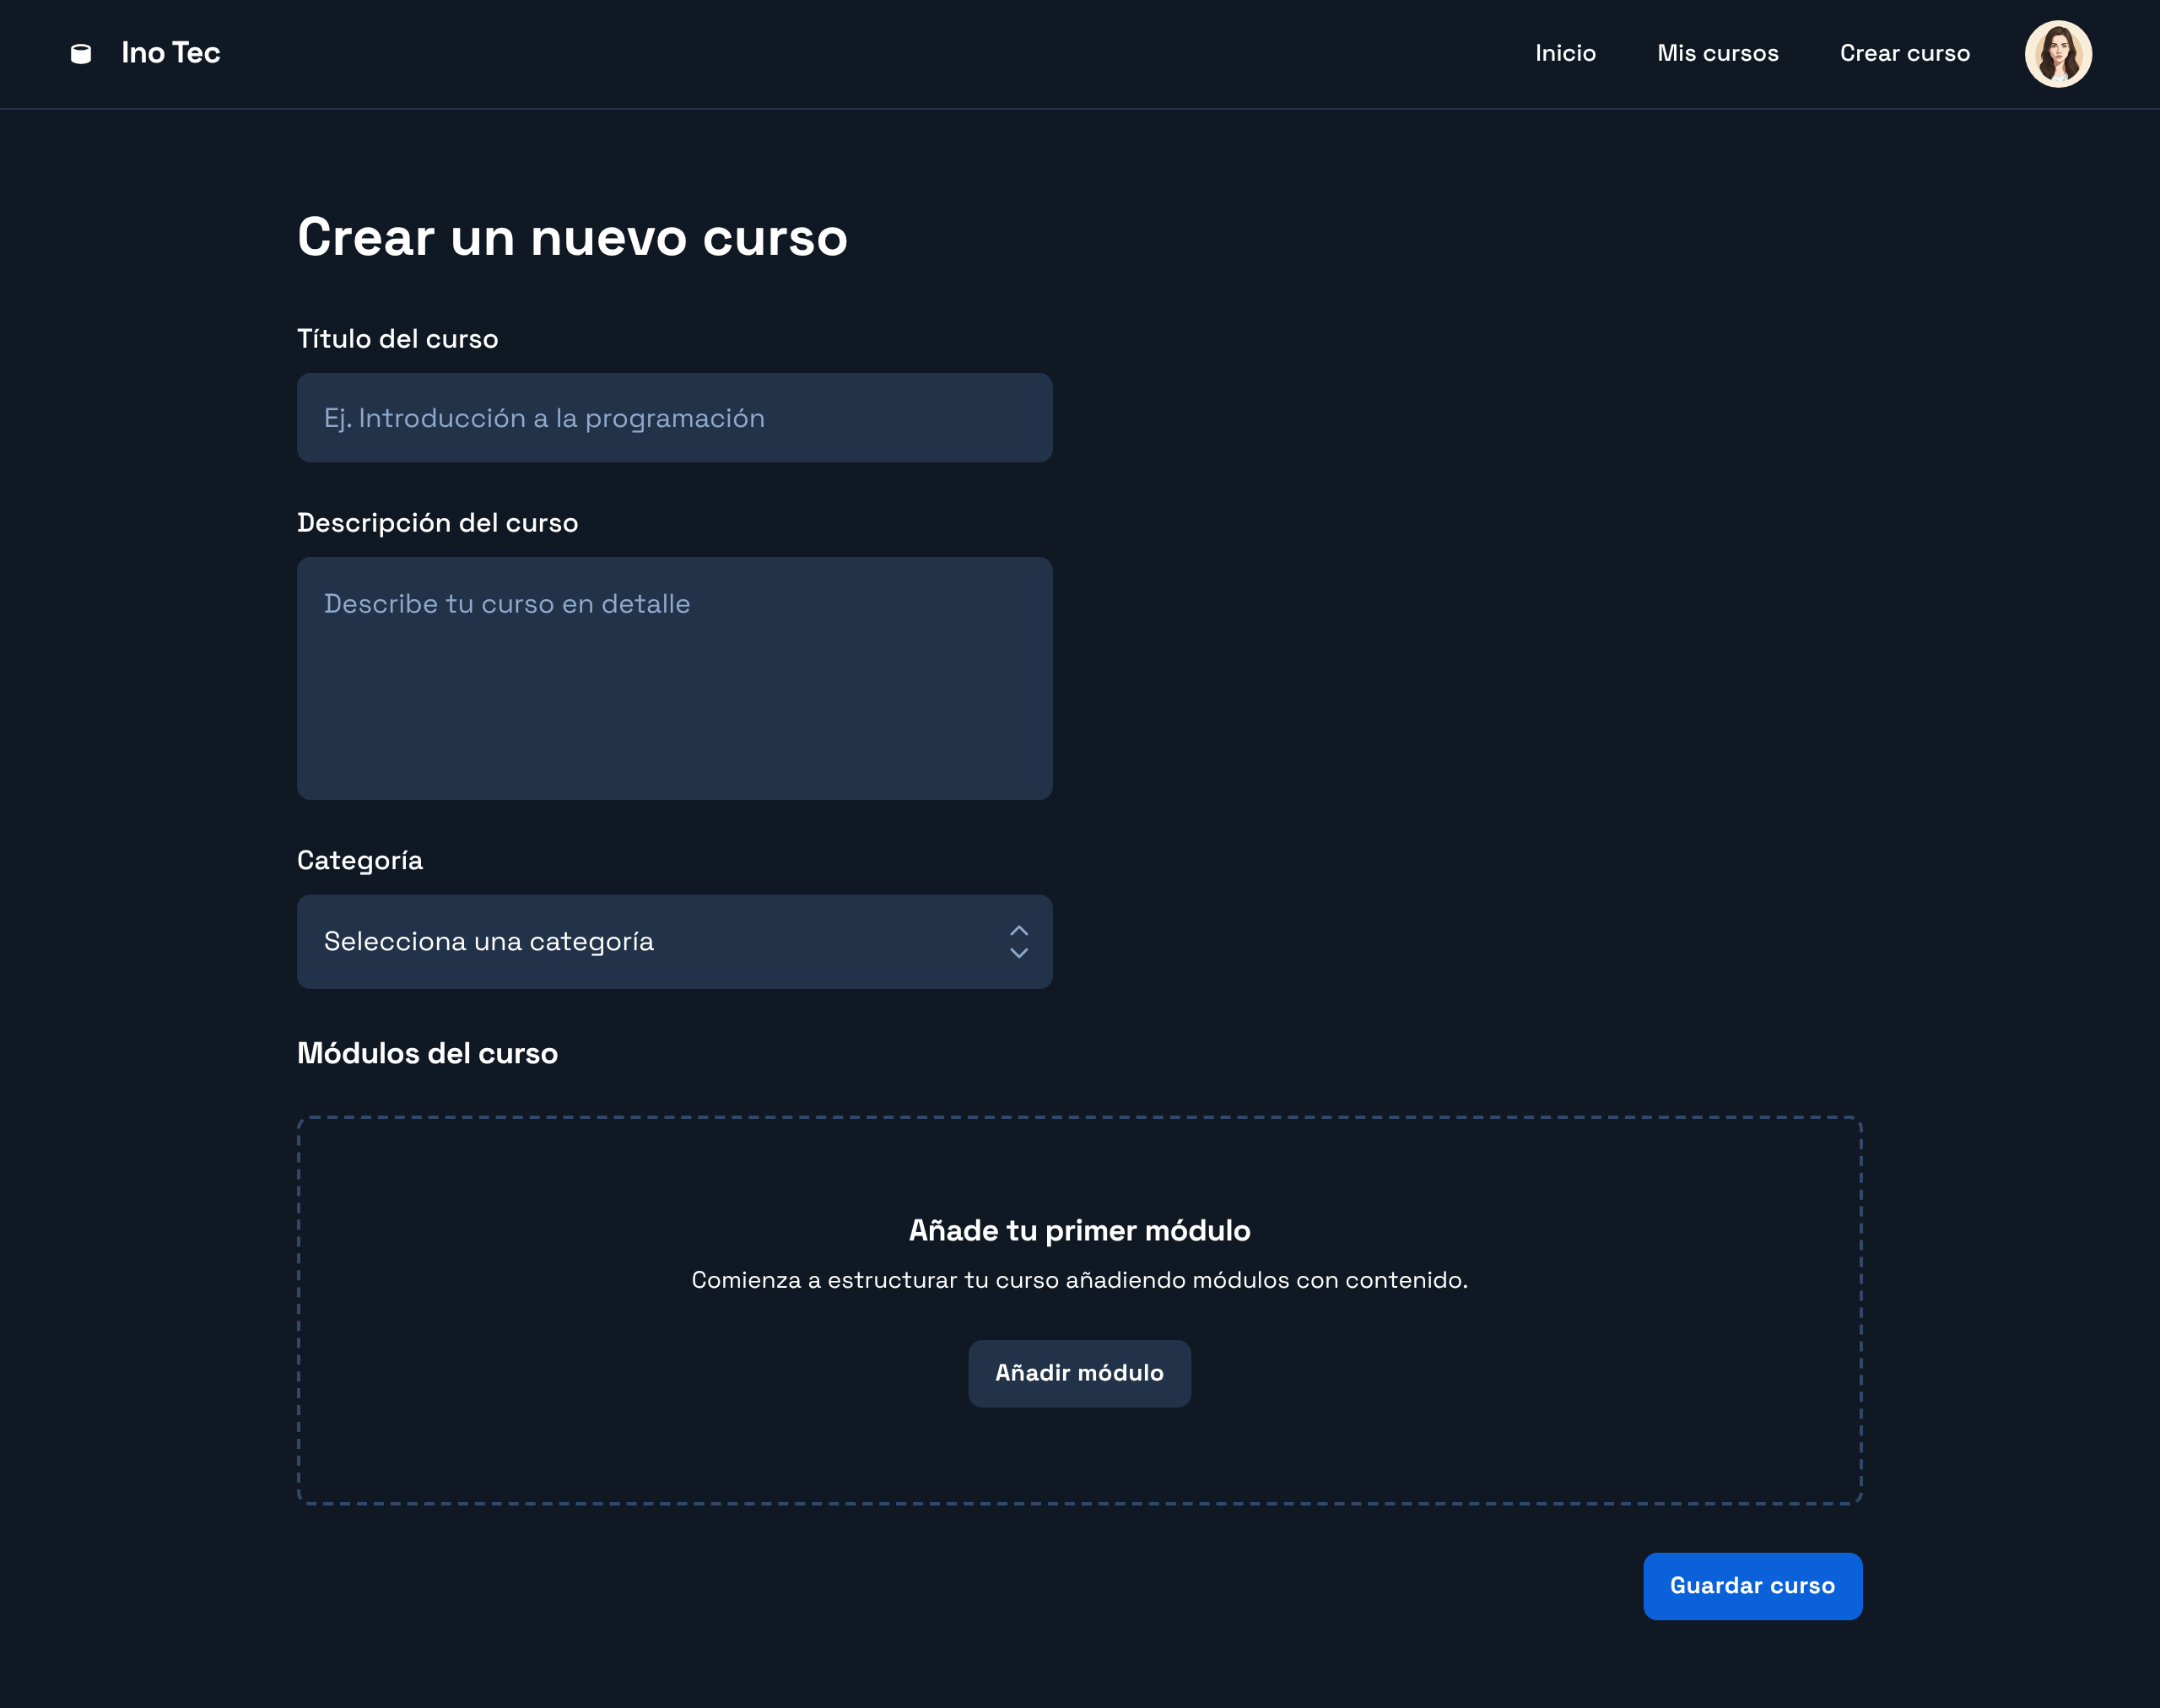 Ino Tec
Inicio
Mis cursos
Crear curso
Crear un nuevo curso
Título del curso
Ej. Introducción a la programación
Descripción del curso
Describe tu curso en detalle
Categoría
Selecciona una categoría
Módulos del curso
Añade tu primer módulo
Comienza a estructurar tu curso añadiendo módulos con contenido.
Añadir módulo
Guardar curso